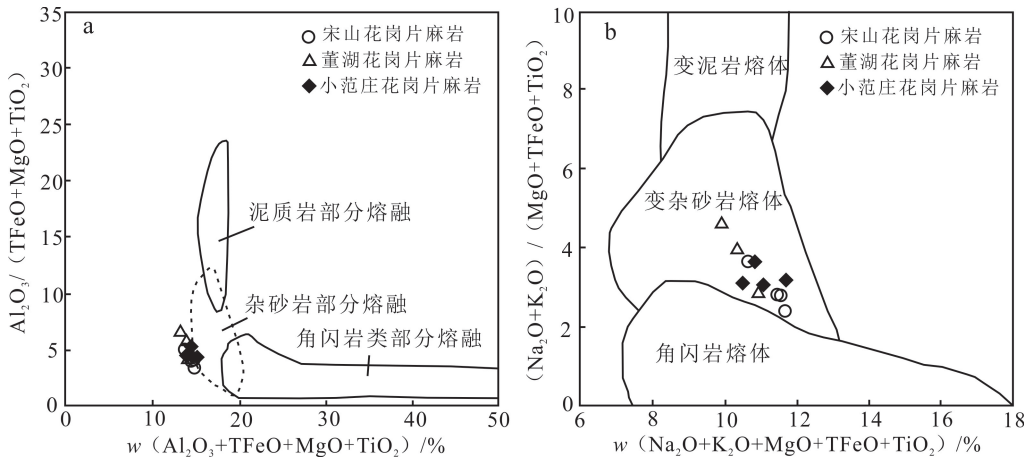 a
35
30
25
20
15
10
5
0
Al₂O₃/（TFeO+MgO+TiO₂）
宋山花岗片麻岩
董湖花岗片麻岩
小范庄花岗片麻岩
泥质岩部分熔融
杂砂岩部分熔融
角闪岩类部分熔融
0 10 20 30 40 50
w（Al₂O₃+TFeO+MgO+TiO₂）/%
b
10
8
6
4
2
0
（Na₂O+K₂O）/（MgO+TFeO+TiO₂）
宋山花岗片麻岩
董湖花岗片麻岩
小范庄花岗片麻岩
变泥岩熔体
变杂砂岩熔体
角闪岩熔体
6 8 10 12 14 16 18
w（Na₂O+K₂O+MgO+TFeO+TiO₂）/%